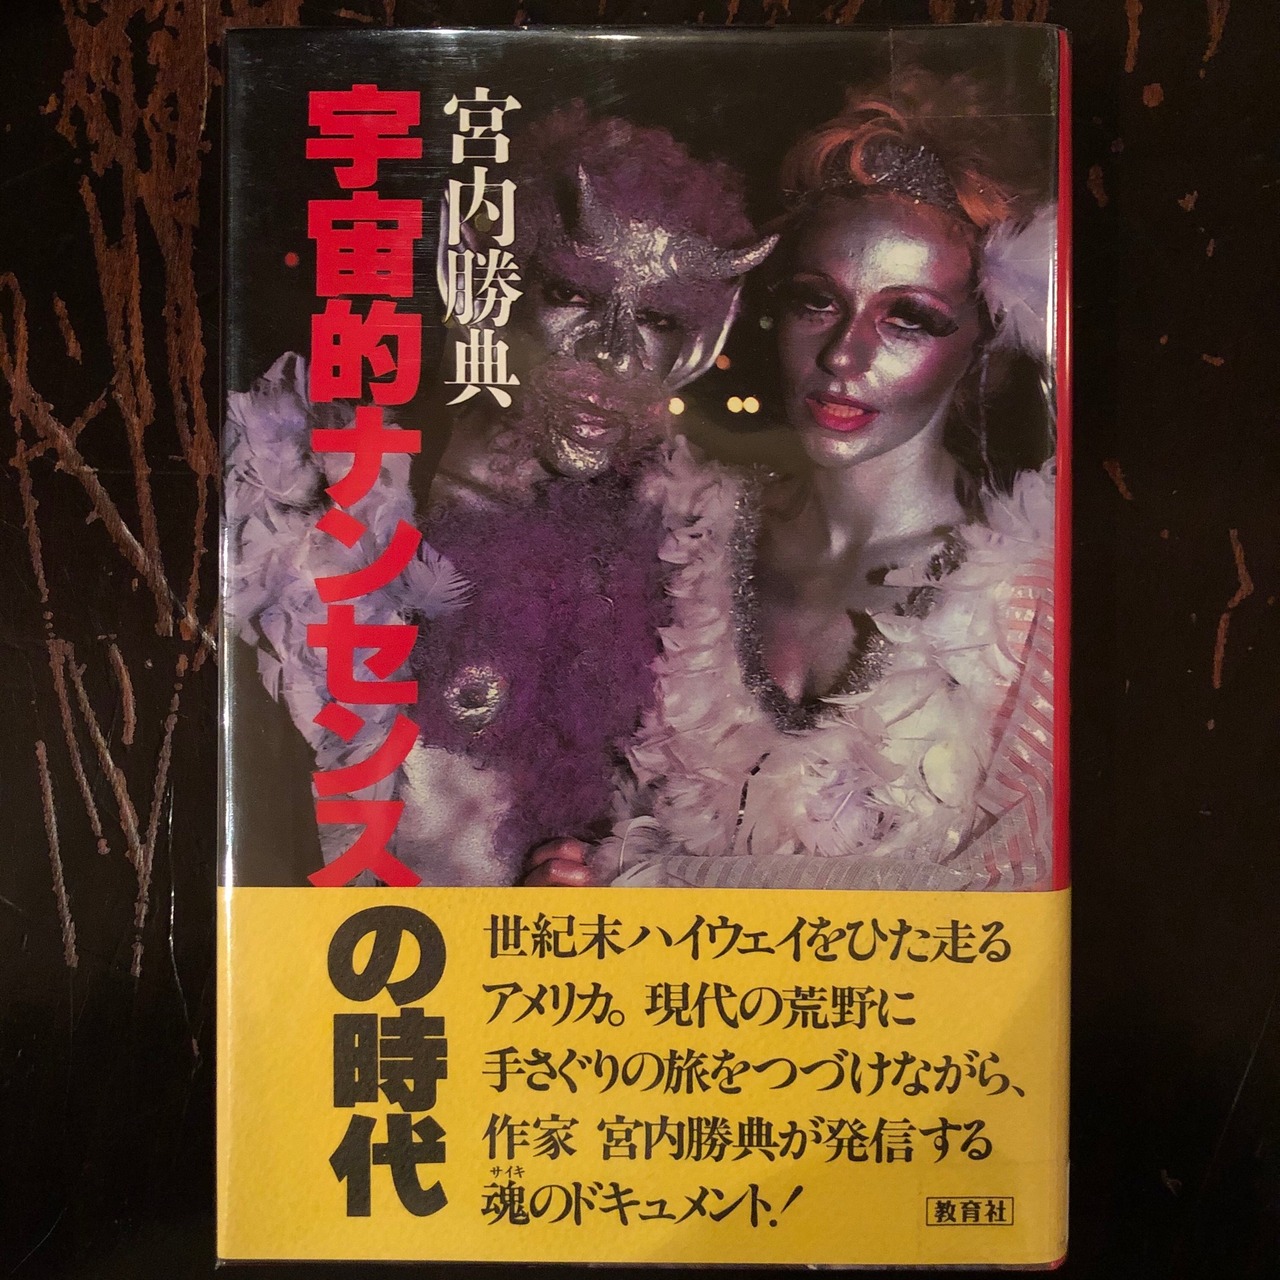 宇宙的ナンセンスの時代
宮内勝典
世紀末ハイウェイをひた走る
アメリカ。現代の荒野に
手さぐりの旅をつづけながら、
作家 宮内勝典が発信する
サイキ
魂のドキュメント!
教育社